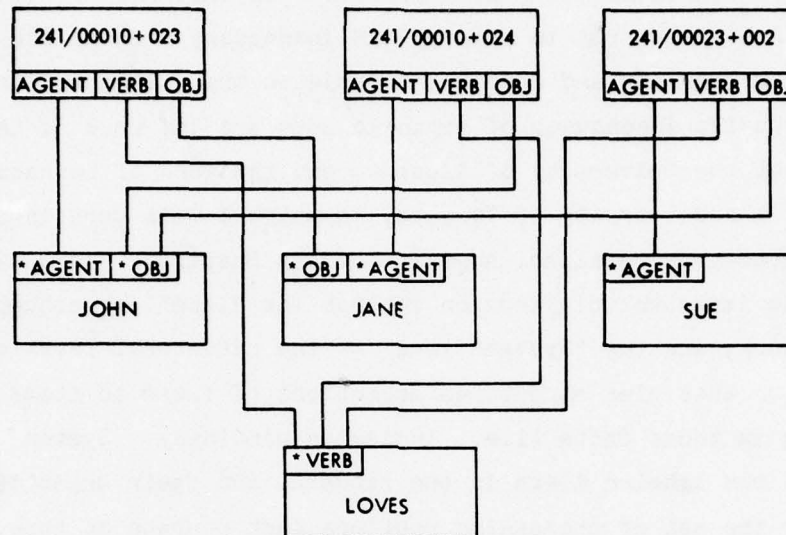 241/00010+023 241/00010+024 241/00023+002
AGENT VERB OBJ AGENT VERB OBJ AGENT VERB OBJ
* AGENT * OBJ * OBJ * AGENT * AGENT
JOHN JANE SUE
* VERB
LOVES